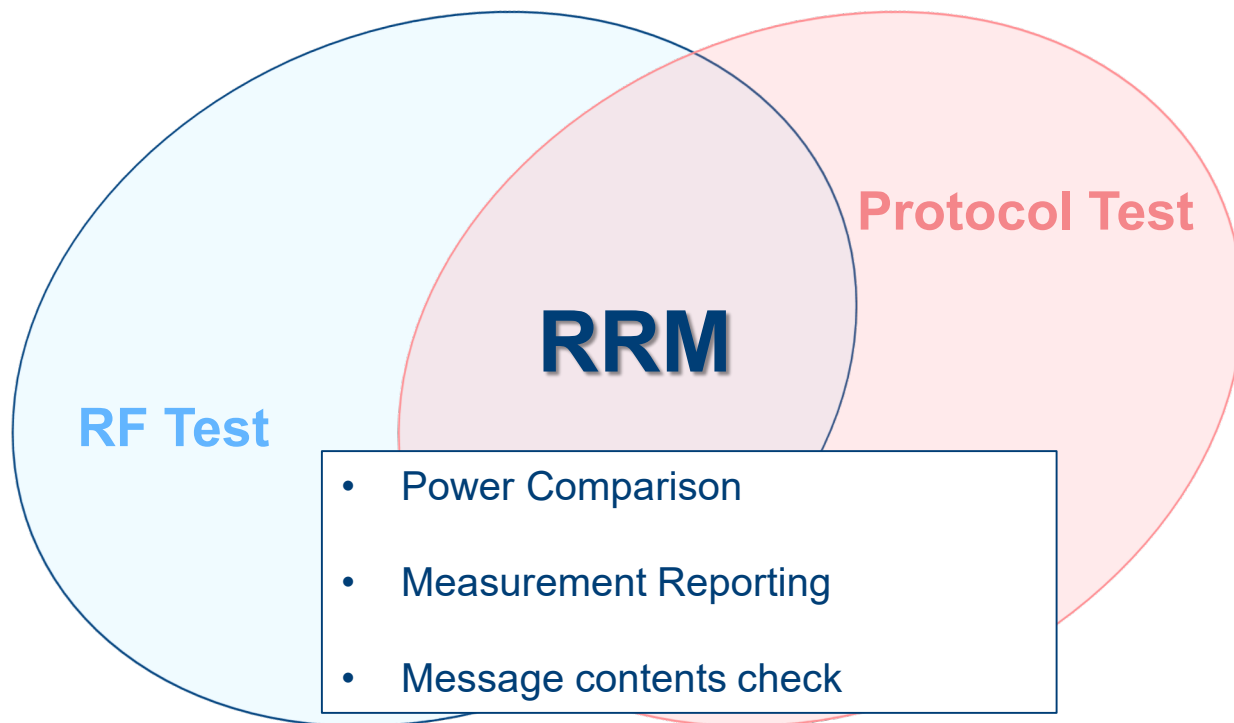 Protocol Test
RRM
RF Test
• Power Comparison
• Measurement Reporting
• Message contents check